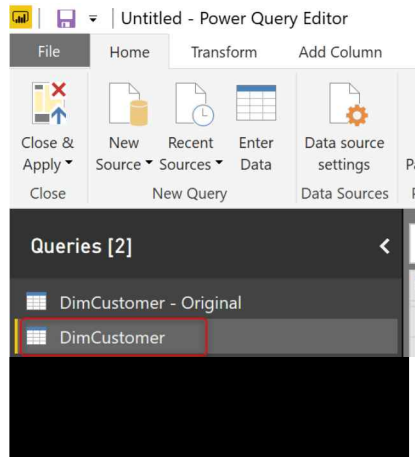 Untitled - Power Query Editor
File Home Transform Add Column
Close & Apply
New Source
Recent Sources
Enter Data
Data source settings
Close New Query Data Sources
Queries [2]
DimCustomer - Original
DimCustomer